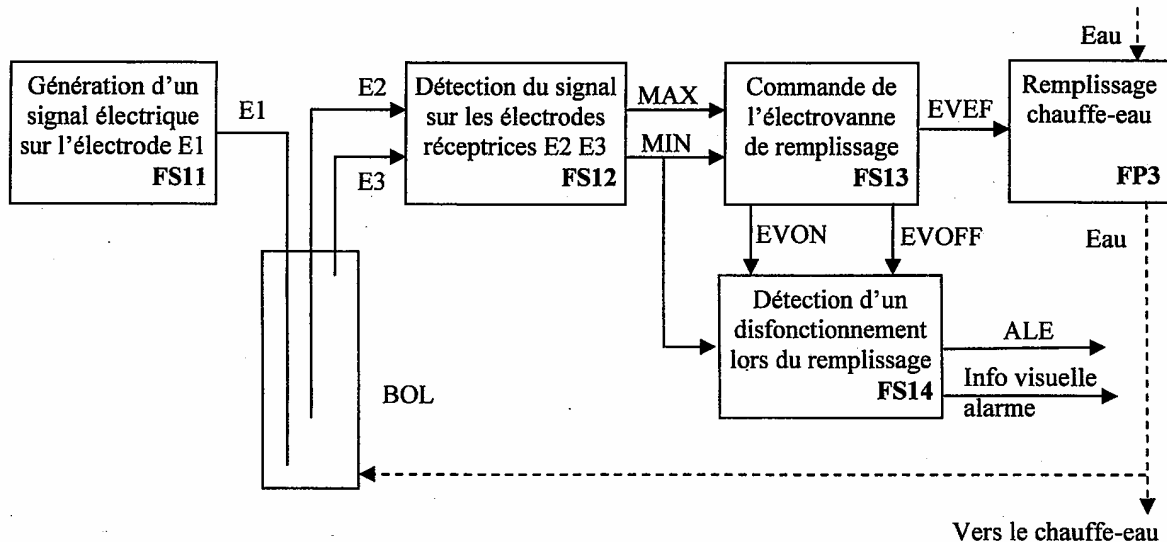 Génération d'un
signal électrique
sur l'électrode E1
FS11
E1
E2
E3
Détection du signal
sur les électrodes
réceptrices E2 E3
FS12
MAX
MIN
Commande de
l'électrovanne
de remplissage
FS13
EVEF
Eau
Remplissage
chauffe-eau
FP3
Eau
EVON
EVOFF
Détection d'un
disfonctionnement
lors du remplissage
FS14
ALE
Info visuelle
alarme
BOL
Vers le chauffe-eau